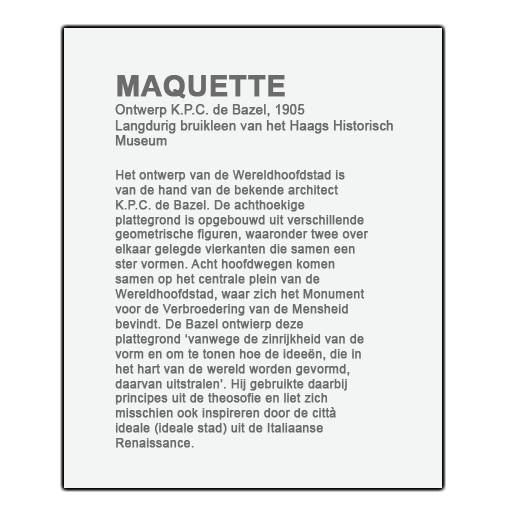 MAQUETTE
Ontwerp K.P.C. de Bazel, 1905
Langdurig bruikleen van het Haags Historisch
Museum
Het ontwerp van de Wereldhoofdstad is
van de hand van de bekende architect
K.P.C. de Bazel. De achthoekige
plattegrond is opgebouwd uit verschillende
geometrische figuren, waaronder twee over
elkaar gelegde vierkanten die samen een
ster vormen. Acht hoofdwegen komen
samen op het centrale plein van de
Wereldhoofdstad, waar zich het Monument
voor de Verbroedering van de Mensheid
bevindt. De Bazel ontwierp deze
plattegrond ‘vanwege de zinrijkheid van de
vorm en om te tonen hoe de ideeën, die in
het hart van de wereld worden gevormd,
daarvan uitstralen’. Hij gebruikte daarbij
principes uit de theosofie en liet zich
misschien ook inspireren door de città
ideale (ideale stad) uit de Italiaanse
Renaissance.